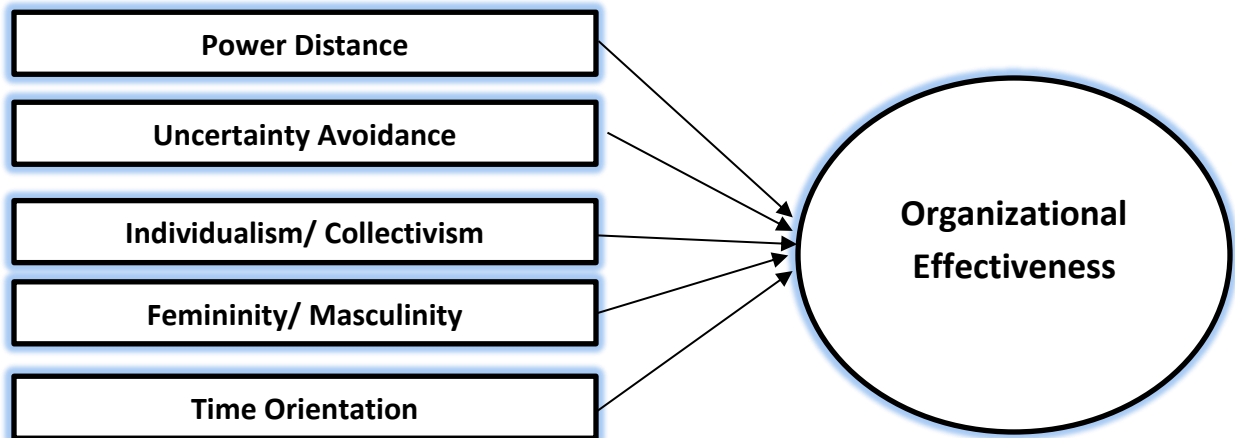 Power Distance
Uncertainty Avoidance
Individualism/ Collectivism
Femininity/ Masculinity
Time Orientation
Organizational
Effectiveness